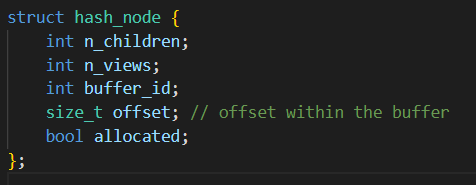 struct hash_node {
    int n_children;
    int n_views;
    int buffer_id;
    size_t offset; // offset within the buffer
    bool allocated;
};